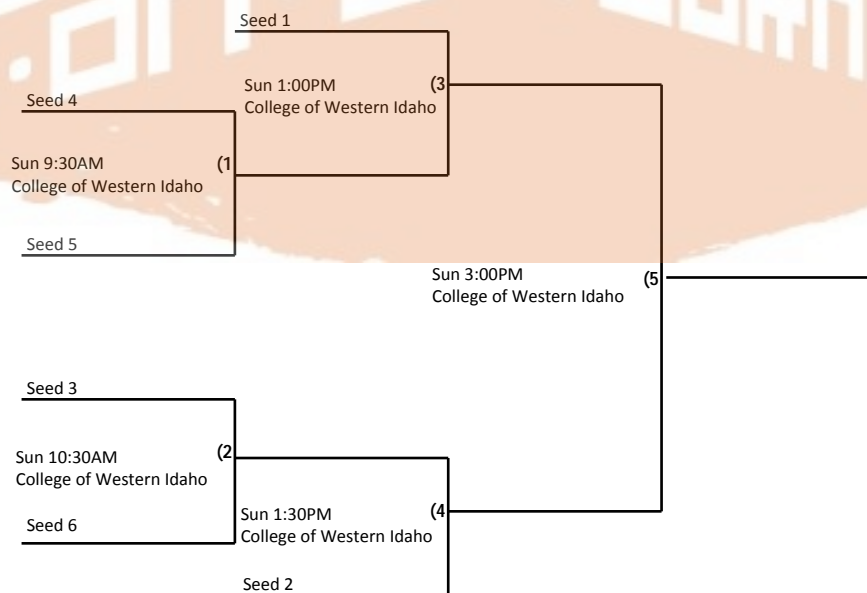 Seed 1
Sun 1:00PM
College of Western Idaho
(3
Seed 4
Sun 9:30AM
College of Western Idaho
(1
Seed 5
Sun 3:00PM
College of Western Idaho
(5
Seed 3
Sun 10:30AM
College of Western Idaho
(2
Seed 6
Sun 1:30PM
College of Western Idaho
(4
Seed 2